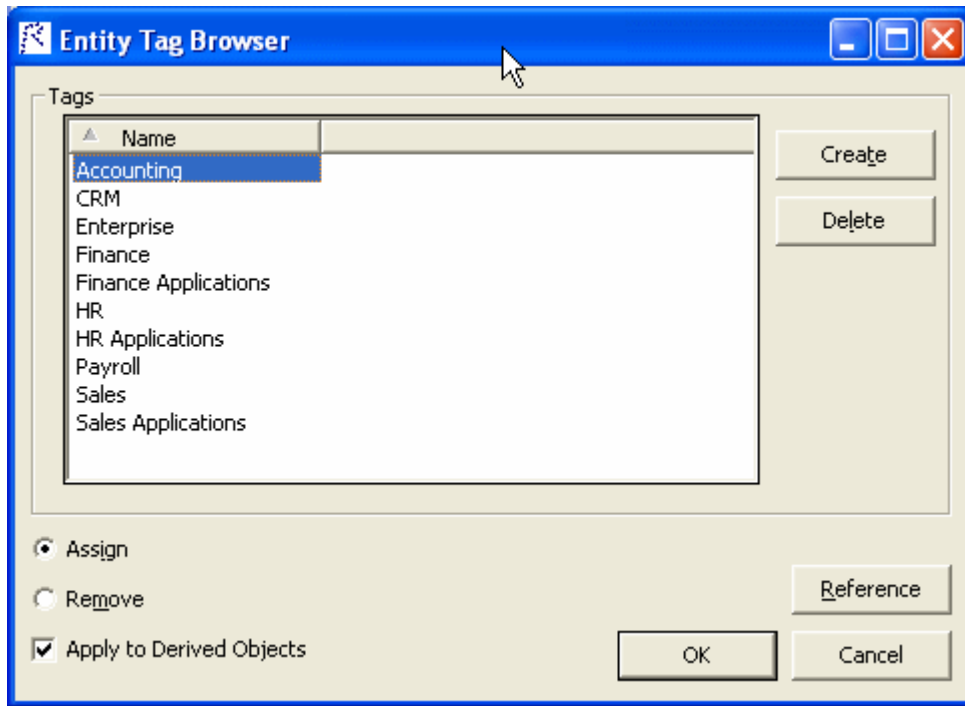 Entity Tag Browser
Tags
Name
Accounting
CRM
Enterprise
Finance
Finance Applications
HR
HR Applications
Payroll
Sales
Sales Applications
Create
Delete
Assign
Remove
Apply to Derived Objects
Reference
OK
Cancel